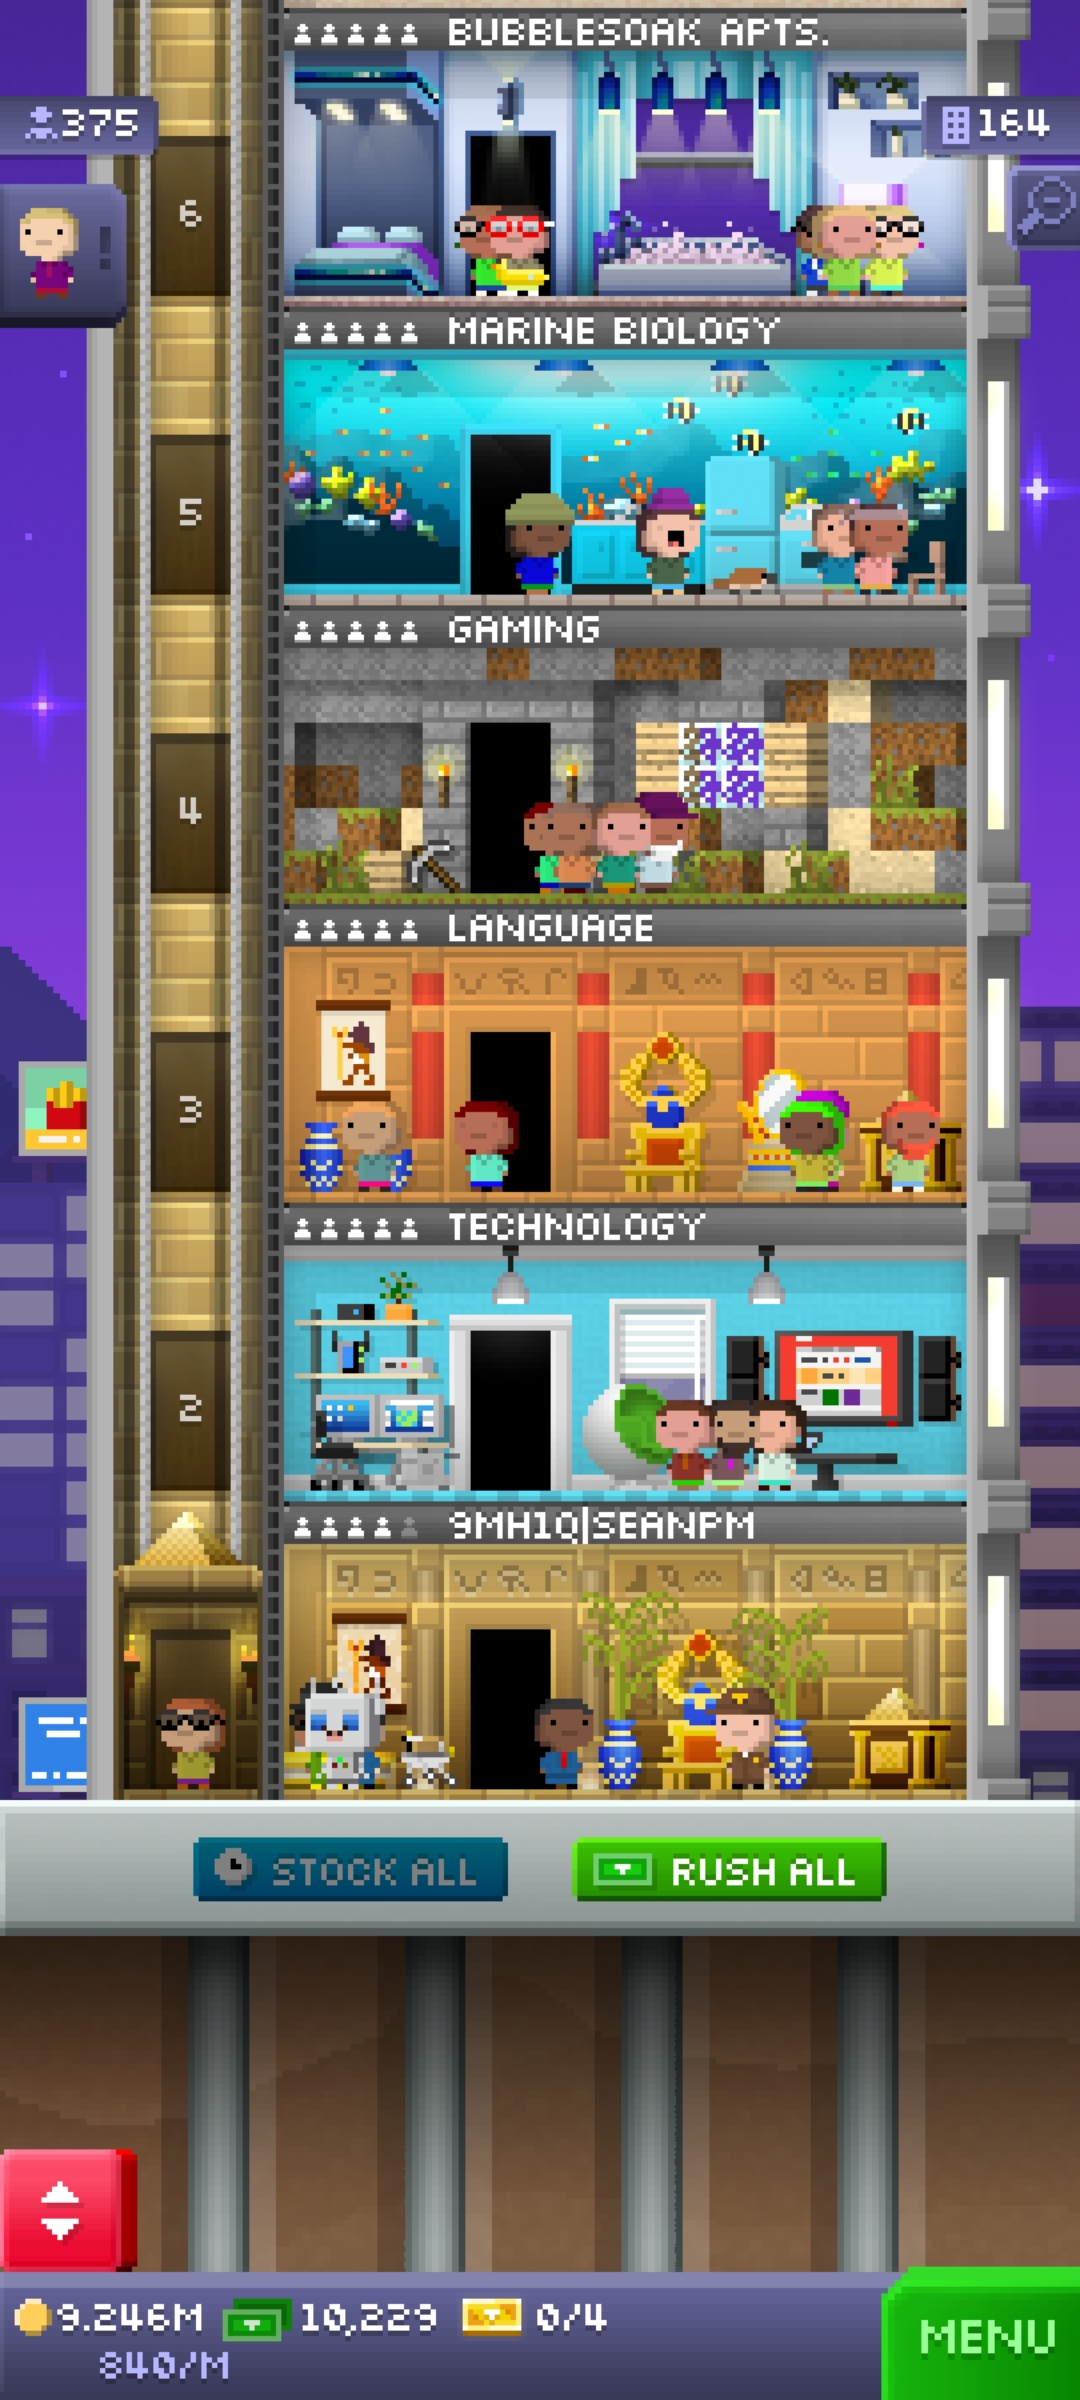 BUBBLESOAK APTS.
375
164
6
MARINE BIOLOGY
5
GAMING
4
LANGUAGE
3
TECHNOLOGY
2
9MH1Q|SEANPM
STOCK ALL
RUSH ALL
9.246M
10,229
0/4
840/M
MENU